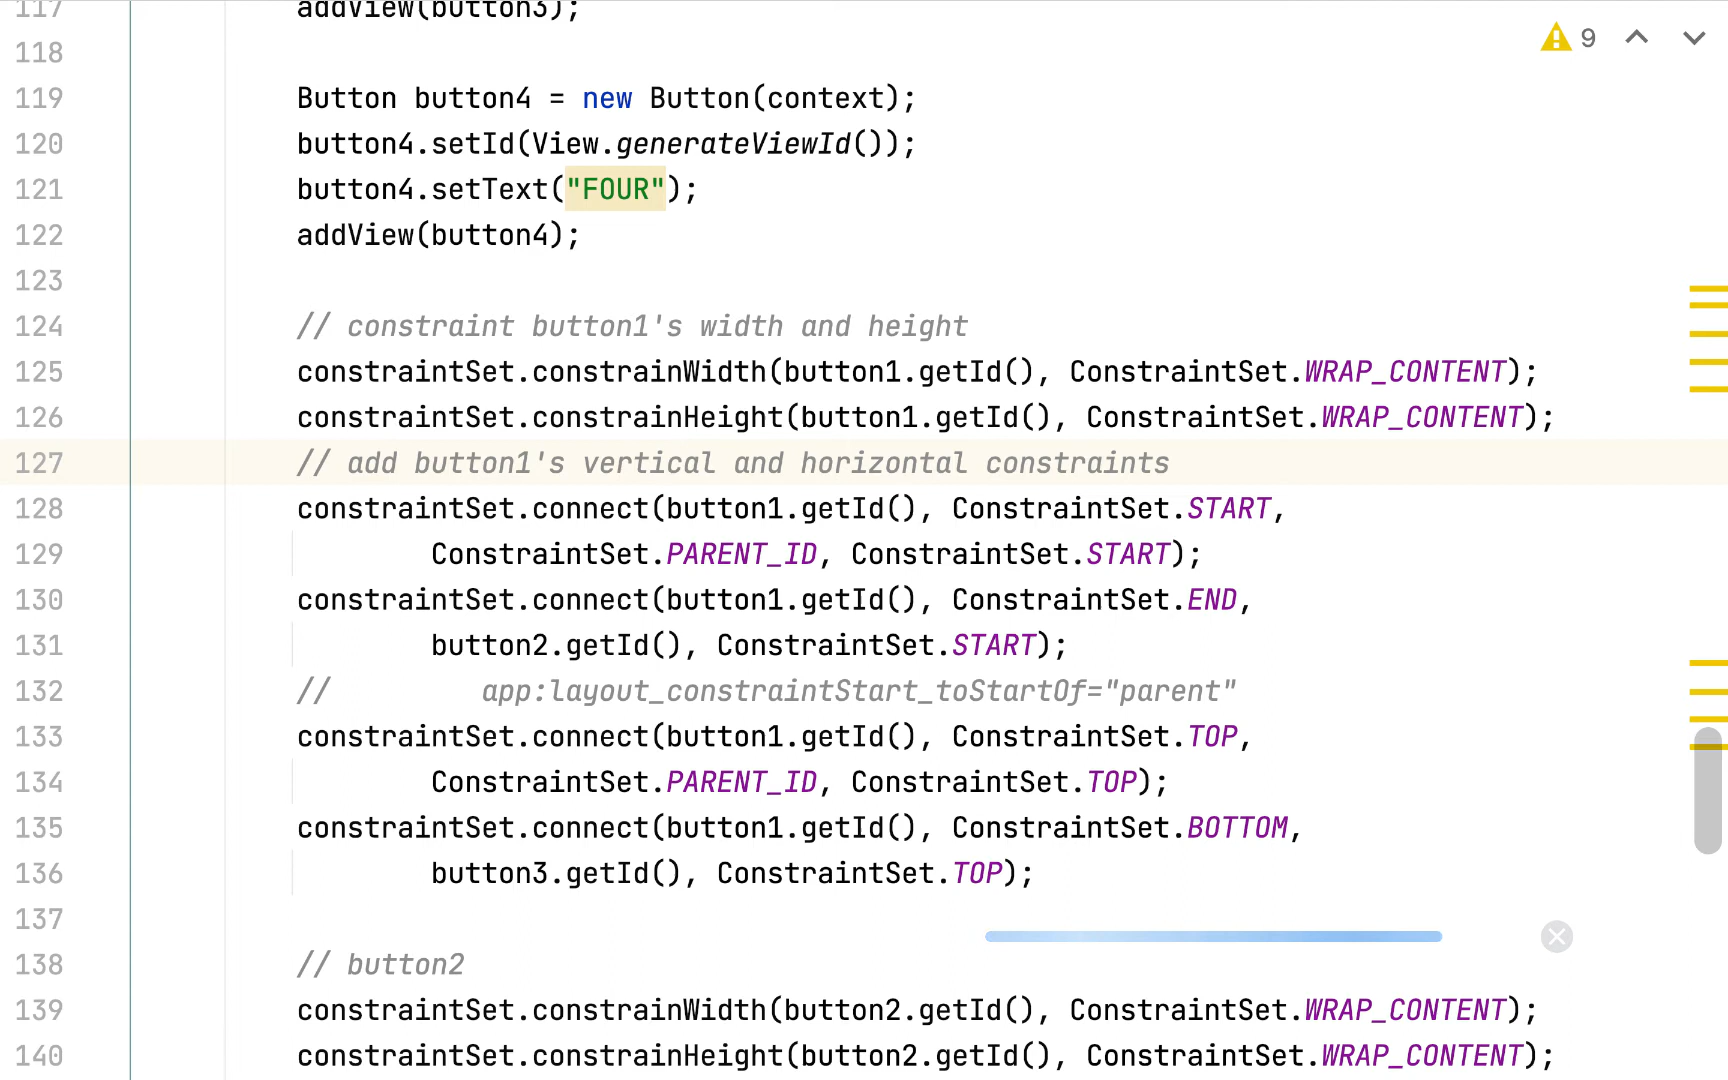 117 addView(button3);
118
119 Button button4 = new Button(context);
120 button4.setId(View.generateViewId());
121 button4.setText("FOUR");
122 addView(button4);
123
124 // constraint button1's width and height
125 constraintSet.constrainWidth(button1.getId(), ConstraintSet.WRAP_CONTENT);
126 constraintSet.constrainHeight(button1.getId(), ConstraintSet.WRAP_CONTENT);
127 // add button1's vertical and horizontal constraints
128 constraintSet.connect(button1.getId(), ConstraintSet.START,
129 ConstraintSet.PARENT_ID, ConstraintSet.START);
130 constraintSet.connect(button1.getId(), ConstraintSet.END,
131 button2.getId(), ConstraintSet.START);
132 // app:layout_constraintStart_toStartOf="parent"
133 constraintSet.connect(button1.getId(), ConstraintSet.TOP,
134 ConstraintSet.PARENT_ID, ConstraintSet.TOP);
135 constraintSet.connect(button1.getId(), ConstraintSet.BOTTOM,
136 button3.getId(), ConstraintSet.TOP);
137
138 // button2
139 constraintSet.constrainWidth(button2.getId(), ConstraintSet.WRAP_CONTENT);
140 constraintSet.constrainHeight(button2.getId(), ConstraintSet.WRAP_CONTENT);
9